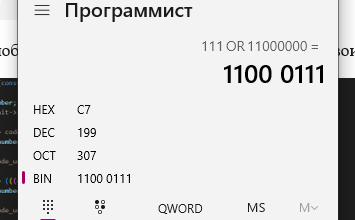 Программист
111 OR 11000000 =
1100 0111
HEX C7
DEC 199
OCT 307
BIN 1100 0111
QWORD MS M